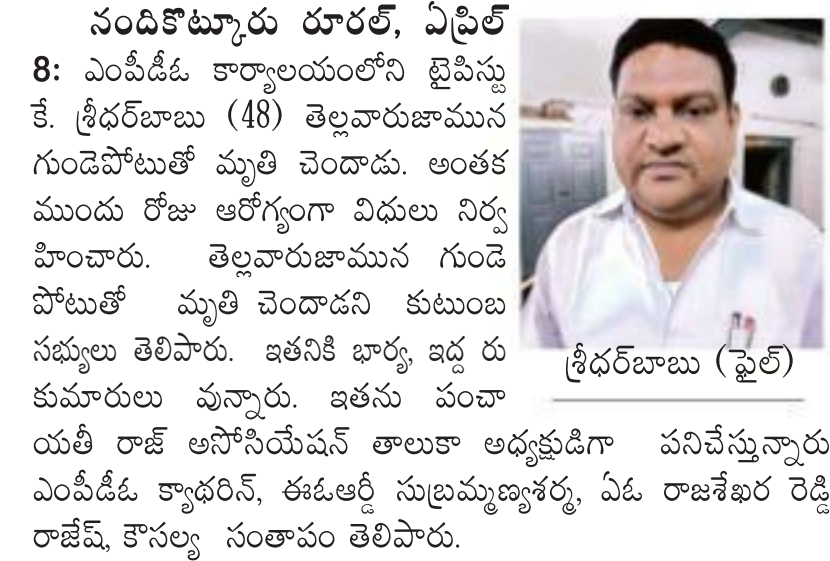 నందికొట్కూరు రూరల్, ఏప్రిల్
8: ఎంపీడీఓ కార్యాలయంలోని టైపిస్టు
కే. శ్రీధర్‌బాబు (48) తెల్లవారుజామున
గుండెపోటుతో మృతి చెందాడు. అంతక
ముందు రోజు ఆరోగ్యంగా విధులు నిర్వ
హించారు. తెల్లవారుజామున గుండె
పోటుతో మృతి చెందాడని కుటుంబ
సభ్యులు తెలిపారు. ఇతనికి భార్య, ఇద్ద రు
కుమారులు వున్నారు. ఇతను పంచా
యతీ రాజ్ అసోసియేషన్ తాలుకా అధ్యక్షుడిగా పనిచేస్తున్నారు
ఎంపీడీఓ క్యాథరిన్, ఈఓఆర్డీ సుబ్రమ్మణ్యశర్మ, ఏఓ రాజశేఖర రెడ్డి
రాజేష్, కౌసల్య సంతాపం తెలిపారు.
శ్రీధర్‌బాబు (ఫైల్)